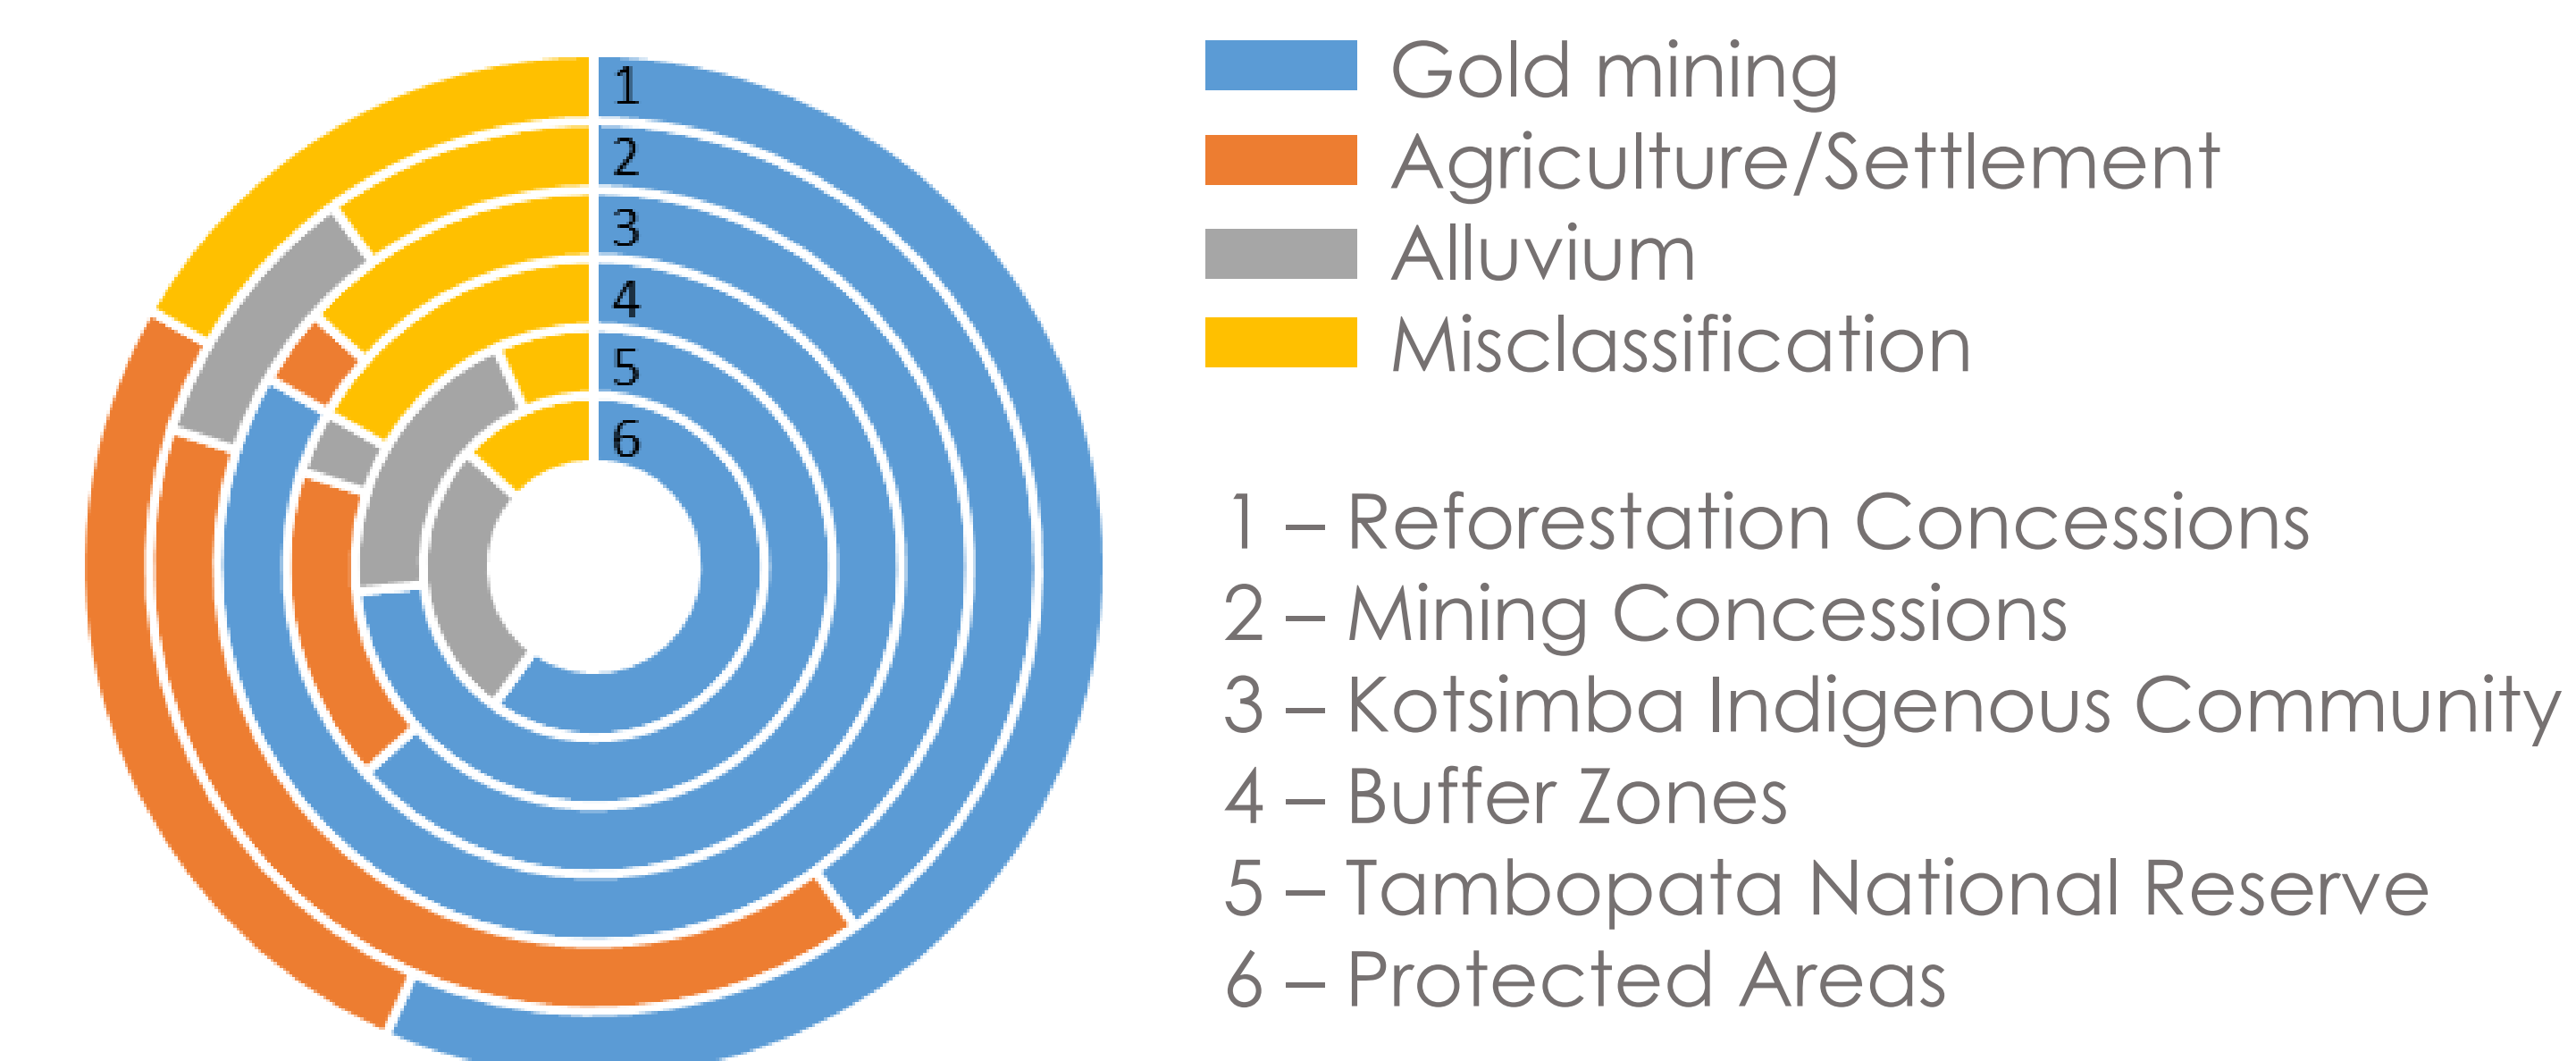 1
2
3
4
5
6
Gold mining
Agriculture/Settlement
Alluvium
Misclassification
1 – Reforestation Concessions
2 – Mining Concessions
3 – Kotsimba Indigenous Community
4 – Buffer Zones
5 – Tambopata National Reserve
6 – Protected Areas